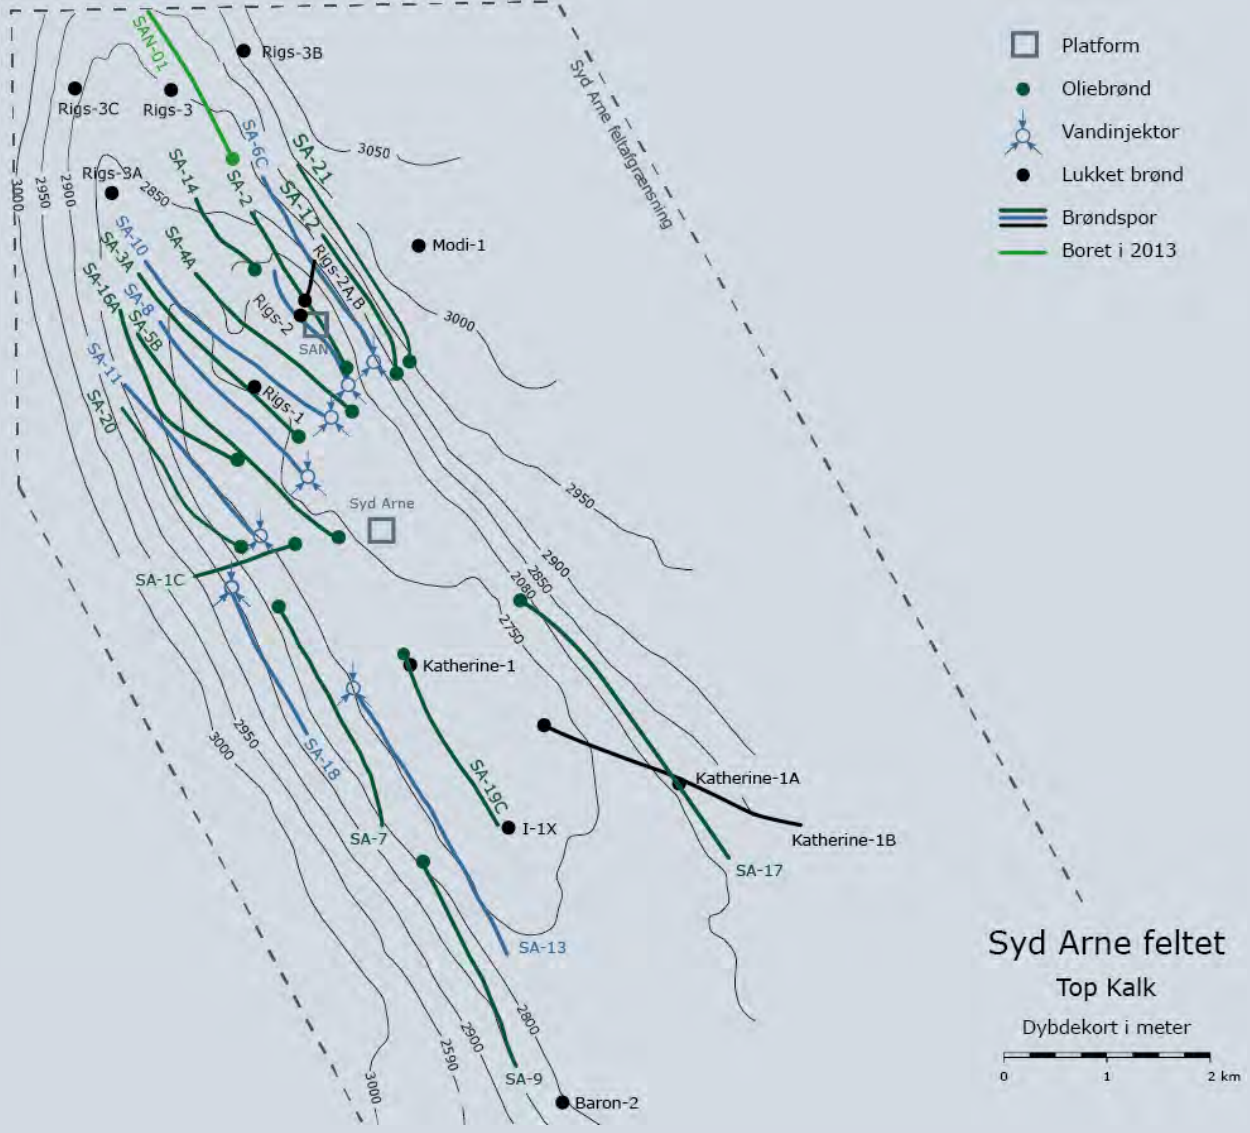 SAN-01
Rigs-3B
Rigs-3C
Rigs-3
Syd Arne feltafgrænsning
SA-6C
SA-21
3050
Rigs-3A
SA-14
SA-2
SA-12
3000
2950
2900
2850
SA-10
SA-4A
SA-3A
Rigs-2A,B
Modi-1
SA-16A
SA-8
SA-5B
Rigs-2
3000
SAN
SA-11
Rigs-1
SA-20
2950
Syd Arne
SA-1C
2900
2850
2080
2750
Katherine-1
2950
3000
SA-18
SA-19C
Katherine-1A
SA-7
I-1X
Katherine-1B
SA-17
SA-13
2800
2900
2590
3000
SA-9
Baron-2
Platform
Oliebrønd
Vandinjektor
Lukket brønd
Brøndspor
Boret i 2013
Syd Arne feltet
Top Kalk
Dybdekort i meter
0 1 2 km